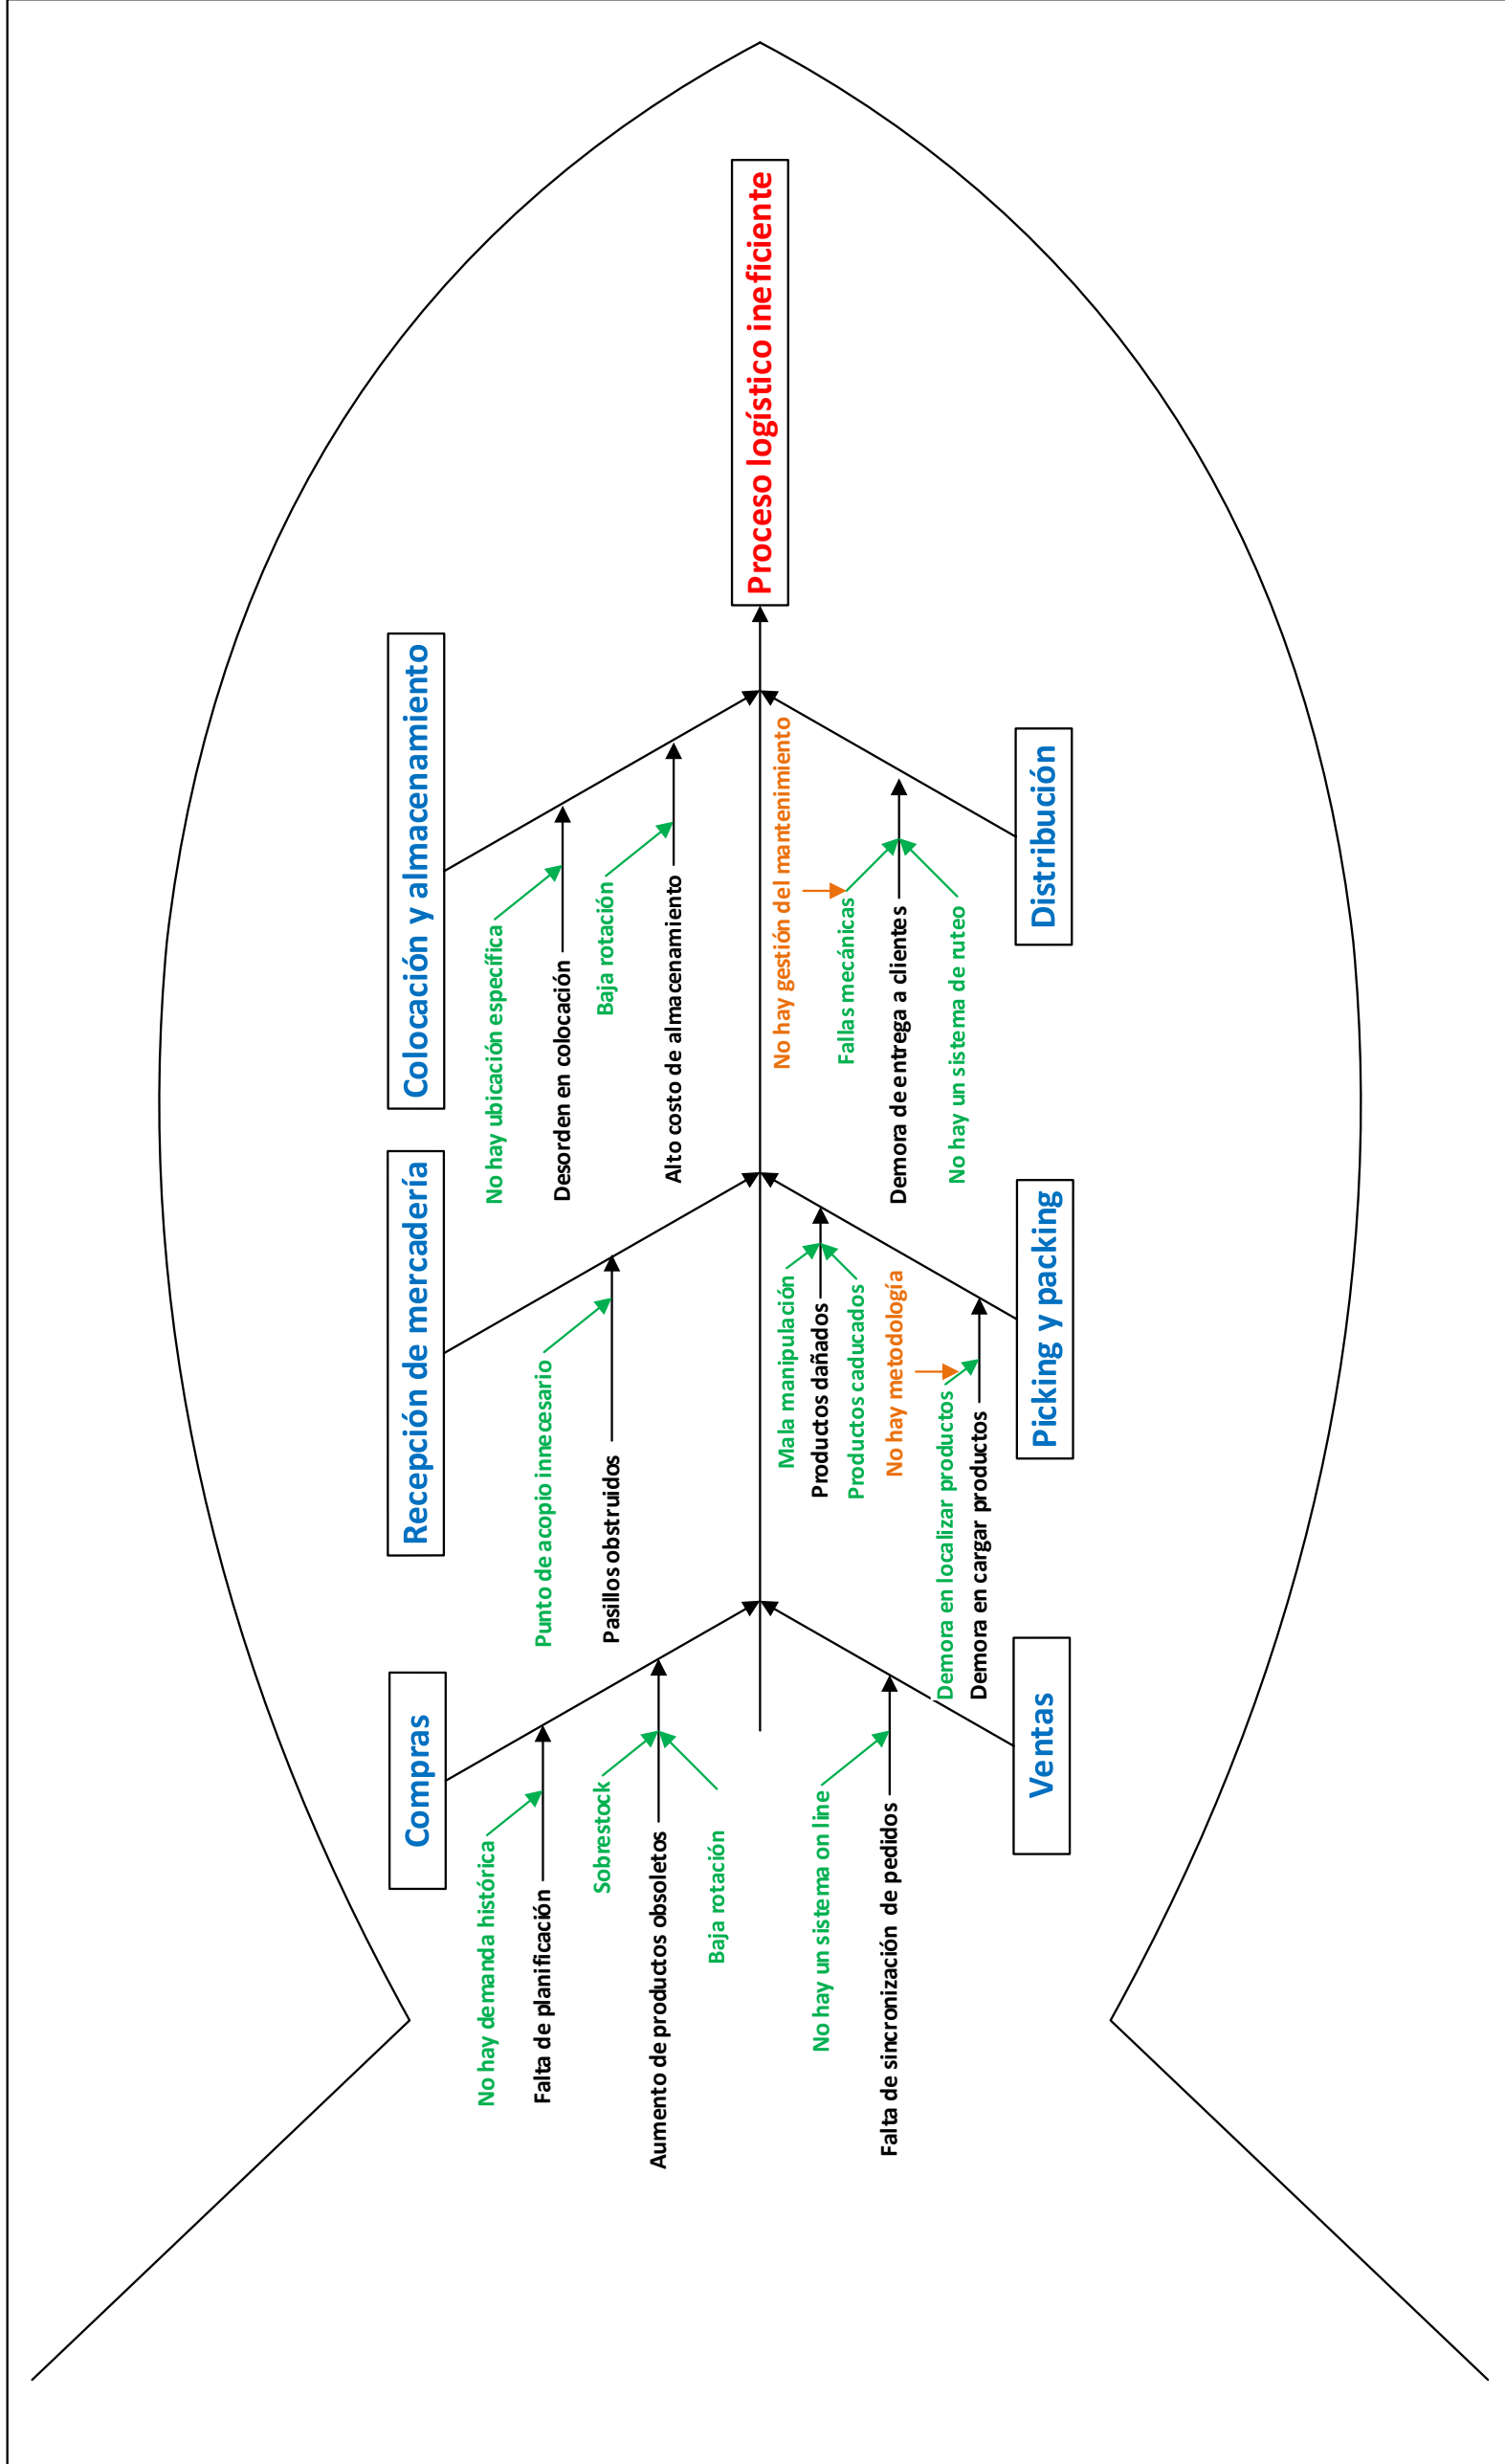 Compras
No hay demanda histórica
Falta de planificación
Sobrestock
Aumento de productos obsoletos
Baja rotación
Recepción de mercadería
Punto de acopio innecesario
Pasillos obstruidos
Colocación y almacenamiento
No hay ubicación específica
Desorden en colocación
Baja rotación
Alto costo de almacenamiento
Proceso logístico ineficiente
No hay un sistema on line
Falta de sincronización de pedidos
Ventas
Mala manipulación
Productos dañados
Productos caducados
No hay metodología
Demora en localizar productos
Demora en cargar productos
Picking y packing
No hay gestión del mantenimiento
Fallas mecánicas
Demora de entrega a clientes
No hay un sistema de ruteo
Distribución